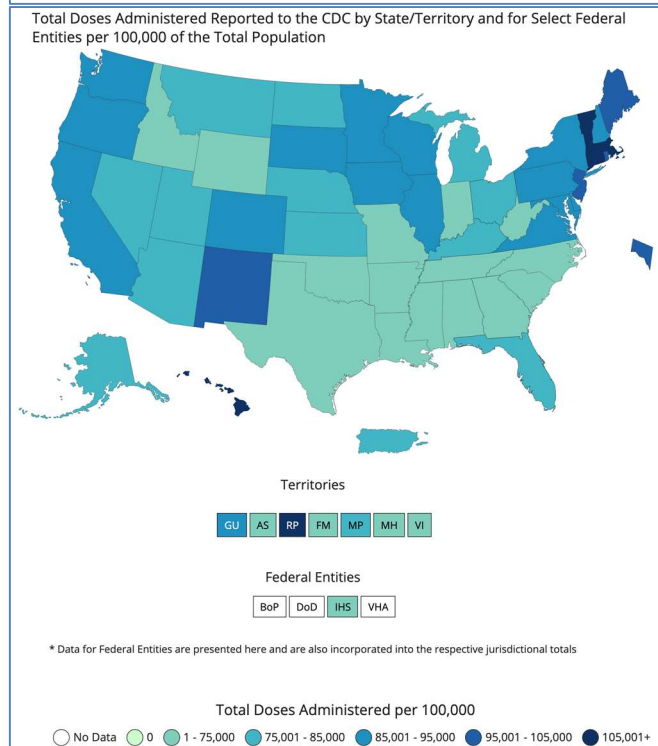 Total Doses Administered Reported to the CDC by State/Territory and for Select Federal
Entities per 100,000 of the Total Population
Territories
GU AS RP FM MP MH VI
Federal Entities
BoP DoD IHS VHA
* Data for Federal Entities are presented here and are also incorporated into the respective jurisdictional totals
Total Doses Administered per 100,000
No Data 0 1 - 75,000 75,001 - 85,000 85,001 - 95,000 95,001 - 105,000 105,001+